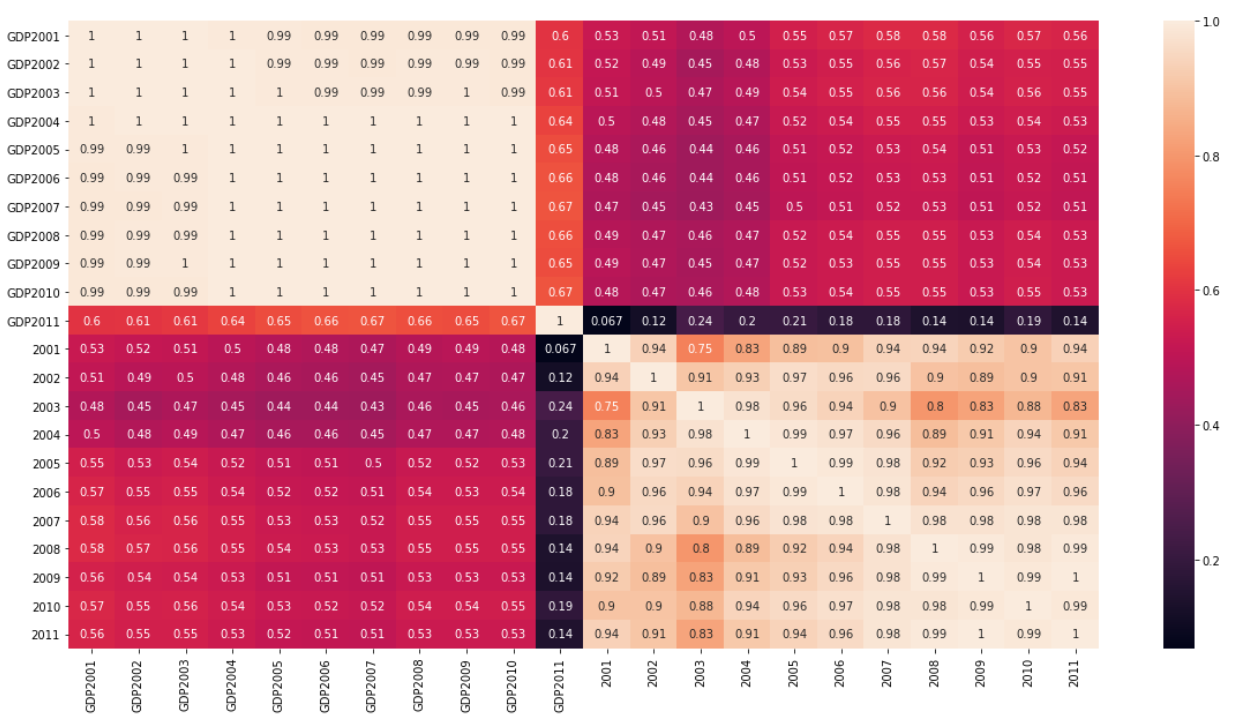 GDP2001 1 1 1 1 0.99 0.99 0.99 0.99 0.99 0.99 0.6 0.53 0.51 0.48 0.5 0.55 0.57 0.58 0.58 0.56 0.57 0.56 1.0
GDP2002 1 1 1 1 0.99 0.99 0.99 0.99 0.99 0.99 0.61 0.52 0.49 0.45 0.48 0.53 0.55 0.56 0.57 0.54 0.55 0.55
GDP2003 1 1 1 1 1 0.99 0.99 0.99 1 0.99 0.61 0.51 0.5 0.47 0.49 0.54 0.55 0.56 0.56 0.54 0.56 0.55
GDP2004 1 1 1 1 1 1 1 1 1 1 0.64 0.5 0.48 0.45 0.47 0.52 0.54 0.55 0.55 0.53 0.54 0.53
GDP2005 0.99 0.99 1 1 1 1 1 1 1 1 0.65 0.48 0.46 0.44 0.46 0.51 0.52 0.53 0.54 0.51 0.53 0.52 0.8
GDP2006 0.99 0.99 0.99 1 1 1 1 1 1 1 0.66 0.48 0.46 0.44 0.46 0.51 0.52 0.53 0.53 0.51 0.52 0.51
GDP2007 0.99 0.99 0.99 1 1 1 1 1 1 1 0.67 0.47 0.45 0.43 0.45 0.5 0.51 0.52 0.53 0.51 0.52 0.51
GDP2008 0.99 0.99 0.99 1 1 1 1 1 1 1 0.66 0.49 0.47 0.46 0.47 0.52 0.54 0.55 0.55 0.53 0.54 0.53
GDP2009 0.99 0.99 1 1 1 1 1 1 1 1 0.65 0.49 0.47 0.45 0.47 0.52 0.53 0.55 0.55 0.53 0.54 0.53
GDP2010 0.99 0.99 0.99 1 1 1 1 1 1 1 0.67 0.48 0.47 0.46 0.48 0.53 0.54 0.55 0.55 0.53 0.55 0.53 0.6
GDP2011 0.6 0.61 0.61 0.64 0.65 0.66 0.67 0.66 0.65 0.67 1 0.067 0.12 0.24 0.2 0.21 0.18 0.18 0.14 0.14 0.19 0.14
2001 0.53 0.52 0.51 0.5 0.48 0.48 0.47 0.49 0.49 0.48 0.067 1 0.94 0.75 0.83 0.89 0.9 0.94 0.94 0.92 0.9 0.94
2002 0.51 0.49 0.5 0.48 0.46 0.46 0.45 0.47 0.47 0.47 0.12 0.94 1 0.91 0.93 0.97 0.96 0.96 0.9 0.89 0.9 0.91
2003 0.48 0.45 0.47 0.45 0.44 0.44 0.43 0.46 0.45 0.46 0.24 0.75 0.91 1 0.98 0.96 0.94 0.9 0.8 0.83 0.88 0.83
2004 0.5 0.48 0.49 0.47 0.46 0.46 0.45 0.47 0.47 0.48 0.2 0.83 0.93 0.98 1 0.99 0.97 0.96 0.89 0.91 0.94 0.91 0.4
2005 0.55 0.53 0.54 0.52 0.51 0.51 0.5 0.52 0.52 0.53 0.21 0.89 0.97 0.96 0.99 1 0.99 0.98 0.92 0.93 0.96 0.94
2006 0.57 0.55 0.55 0.54 0.52 0.52 0.51 0.54 0.53 0.54 0.18 0.9 0.96 0.94 0.97 0.99 1 0.98 0.94 0.96 0.97 0.96
2007 0.58 0.56 0.56 0.55 0.53 0.53 0.52 0.55 0.55 0.55 0.18 0.94 0.96 0.9 0.96 0.98 0.98 1 0.98 0.98 0.98 0.98
2008 0.58 0.57 0.56 0.55 0.54 0.53 0.53 0.55 0.55 0.55 0.14 0.94 0.9 0.8 0.89 0.92 0.94 0.98 1 0.99 0.98 0.99
2009 0.56 0.54 0.54 0.53 0.51 0.51 0.51 0.53 0.53 0.53 0.14 0.92 0.89 0.83 0.91 0.93 0.96 0.98 0.99 1 0.99 1 0.2
2010 0.57 0.55 0.56 0.54 0.53 0.52 0.52 0.54 0.54 0.55 0.19 0.9 0.9 0.88 0.94 0.96 0.97 0.98 0.98 0.99 1 0.99
2011 0.56 0.55 0.55 0.53 0.52 0.51 0.51 0.53 0.53 0.53 0.14 0.94 0.91 0.83 0.91 0.94 0.96 0.98 0.99 1 0.99 1
GDP2001 GDP2002 GDP2003 GDP2004 GDP2005 GDP2006 GDP2007 GDP2008 GDP2009 GDP2010 GDP2011 2001 2002 2003 2004 2005 2006 2007 2008 2009 2010 2011